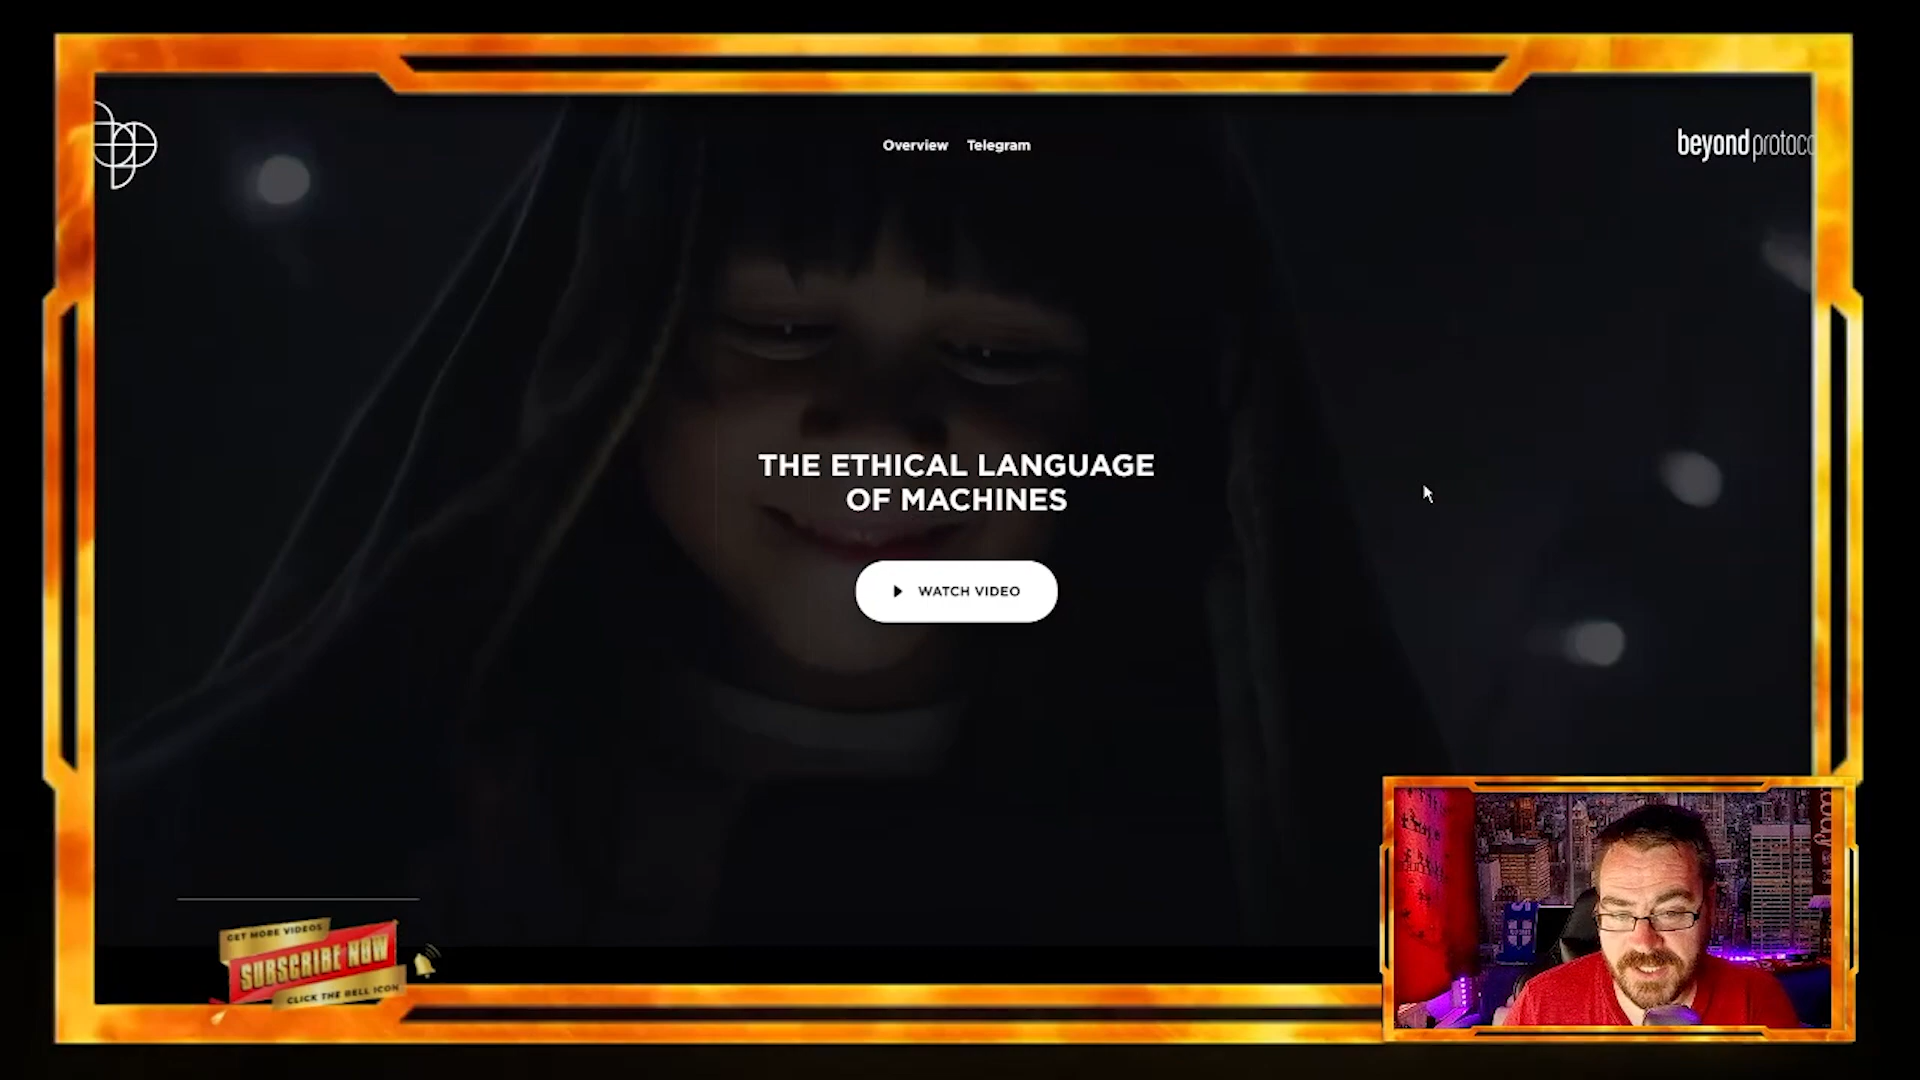 Overview Telegram
beyond protoco
THE ETHICAL LANGUAGE
OF MACHINES
WATCH VIDEO
GET MORE VIDEOS
SUBSCRIBE NOW
CLICK THE BELL ICON